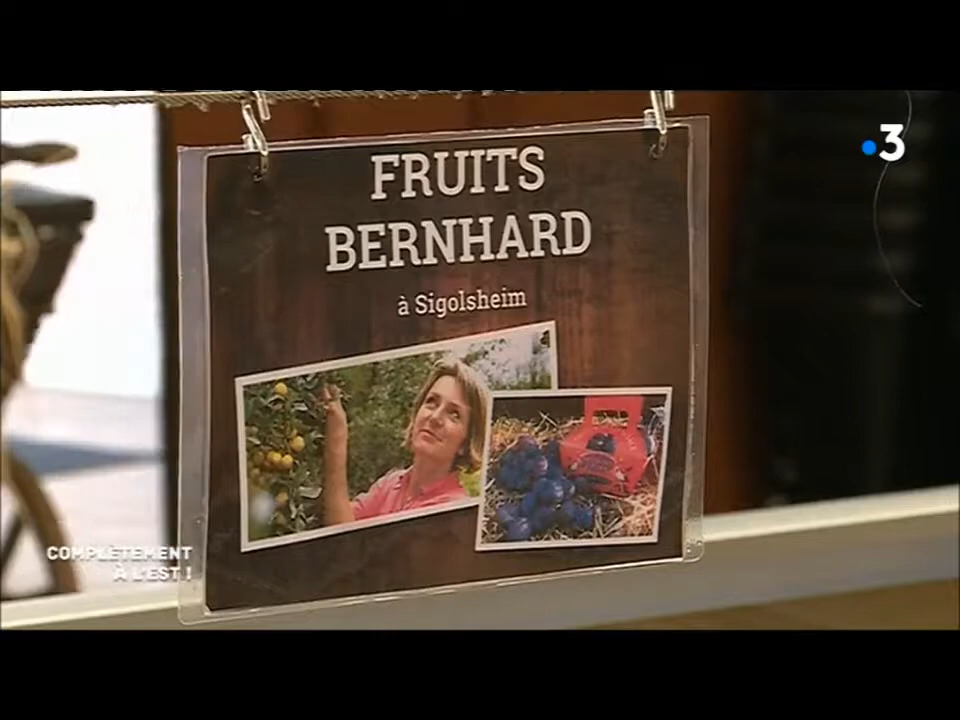 FRUITS
BERNHARD
à Sigolsheim
3
COMPLÈTEMENT
À L'EST !